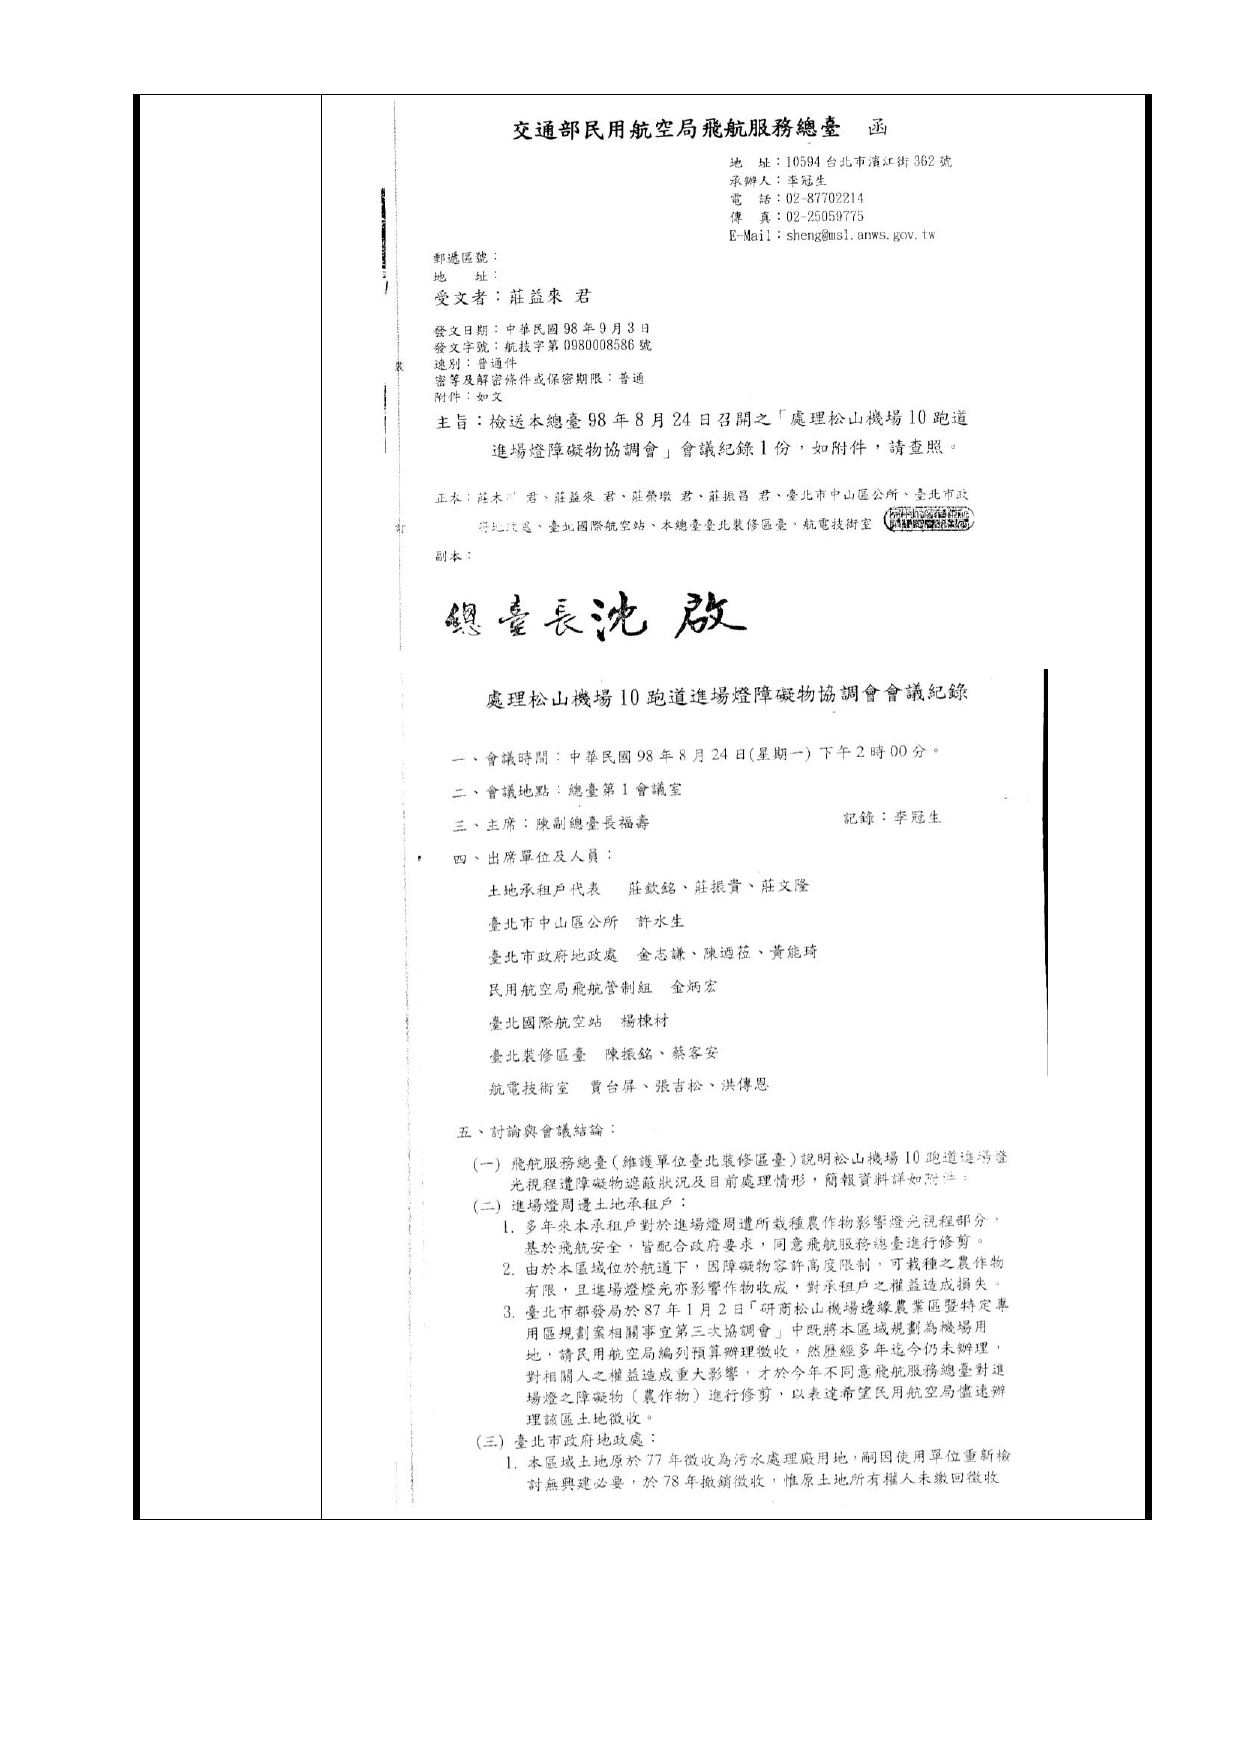 交通部民用航空局飛航服務總臺 函
地 址：10594 台北市濱江街 362 號
承辦人：李冠生
電 話：02-87702214
傳 真：02-25059775
E-Mail：sheng@ms1.anws.gov.tw
郵遞區號：
地 址：
受文者：莊益來 君
發文日期：中華民國 98 年 9 月 3 日
發文字號：航技字第 0980008586 號
速別：普通件
密等及解密條件或保密期限：普通
附件：如文
裝
主旨：檢送本總臺 98 年 8 月 24 日召開之「處理松山機場 10 跑道
進場燈障礙物協調會」會議紀錄 1 份，如附件，請查照。
正本：莊木 君、莊益來 君、莊榮墩 君、莊振昌 君、臺北市中山區公所、臺北市政
府地政處、臺北國際航空站、本總臺臺北裝修區臺、航電技術室
訂
副本：
總臺長沈 啟
處理松山機場 10 跑道進場燈障礙物協調會會議紀錄
一、會議時間：中華民國 98 年 8 月 24 日(星期一) 下午 2 時 00 分。
二、會議地點：總臺第 1 會議室
三、主席：陳副總臺長福壽 記錄：李冠生
四、出席單位及人員：
土地承租戶代表 莊欽銘、莊振貴、莊文隆
臺北市中山區公所 許水生
臺北市政府地政處 金志謙、陳迺莅、黃能琦
民用航空局飛航管制組 金炳宏
臺北國際航空站 楊棟材
臺北裝修區臺 陳振銘、蔡客安
航電技術室 賈台屏、張吉松、洪傳恩
五、討論與會議結論：
(一) 飛航服務總臺（維護單位臺北裝修區臺）說明松山機場 10 跑道進場燈
光視程遭障礙物遮蔽狀況及目前處理情形，簡報資料詳如附件。
(二) 進場燈周邊土地承租戶：
1. 多年來本承租戶對於進場燈周遭所栽種農作物影響燈光視程部分，
基於飛航安全，皆配合政府要求，同意飛航服務總臺進行修剪。
2. 由於本區域位於航道下，因障礙物容許高度限制，可栽種之農作物
有限，且進場燈燈光亦影響作物收成，對承租戶之權益造成損失。
3. 臺北市都發局於 87 年 1 月 2 日「研商松山機場邊緣農業區暨特定專
用區規劃案相關事宜第三次協調會」中既將本區域規劃為機場用
地，請民用航空局編列預算辦理徵收，然歷經多年迄今仍未辦理，
對相關人之權益造成重大影響，才於今年不同意飛航服務總臺對進
場燈之障礙物（農作物）進行修剪，以表達希望民用航空局儘速辦
理該區土地徵收。
(三) 臺北市政府地政處：
1. 本區域土地原於 77 年徵收為污水處理廠用地，嗣因使用單位重新檢
討無興建必要，於 78 年撤銷徵收，惟原土地所有權人未繳回徵收